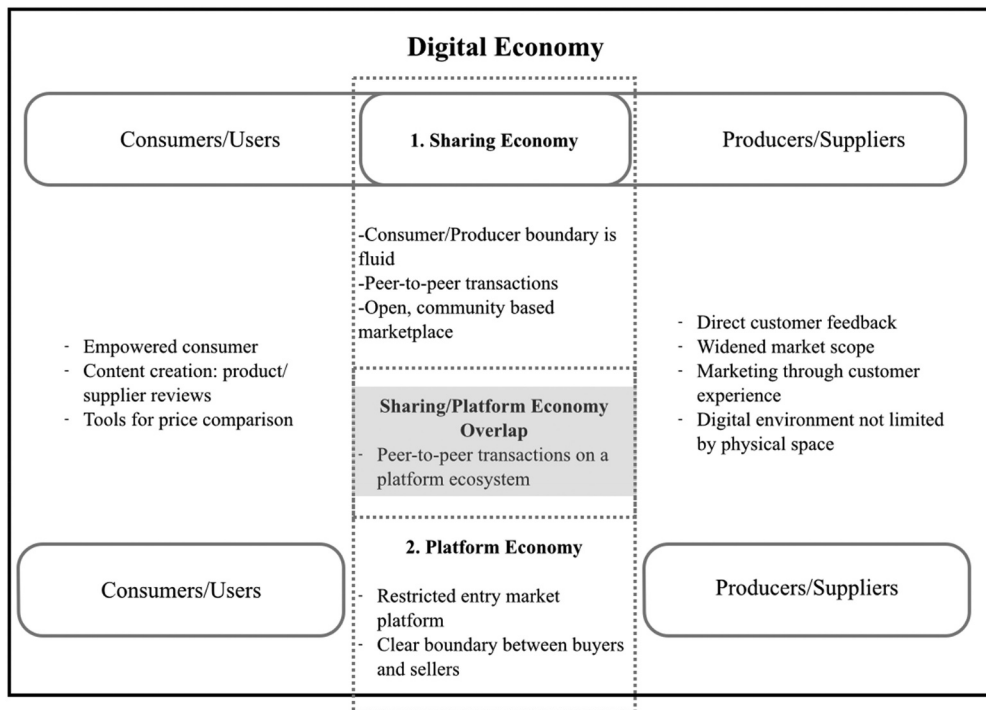 Digital Economy
Consumers/Users
1. Sharing Economy
Producers/Suppliers
-Consumer/Producer boundary is
fluid
-Peer-to-peer transactions
-Open, community based
marketplace
- Empowered consumer
- Content creation: product/
supplier reviews
- Tools for price comparison
Sharing/Platform Economy
Overlap
- Peer-to-peer transactions on a
platform ecosystem
- Direct customer feedback
- Widened market scope
- Marketing through customer
experience
- Digital environment not limited
by physical space
Consumers/Users
2. Platform Economy
- Restricted entry market
platform
- Clear boundary between buyers
and sellers
Producers/Suppliers